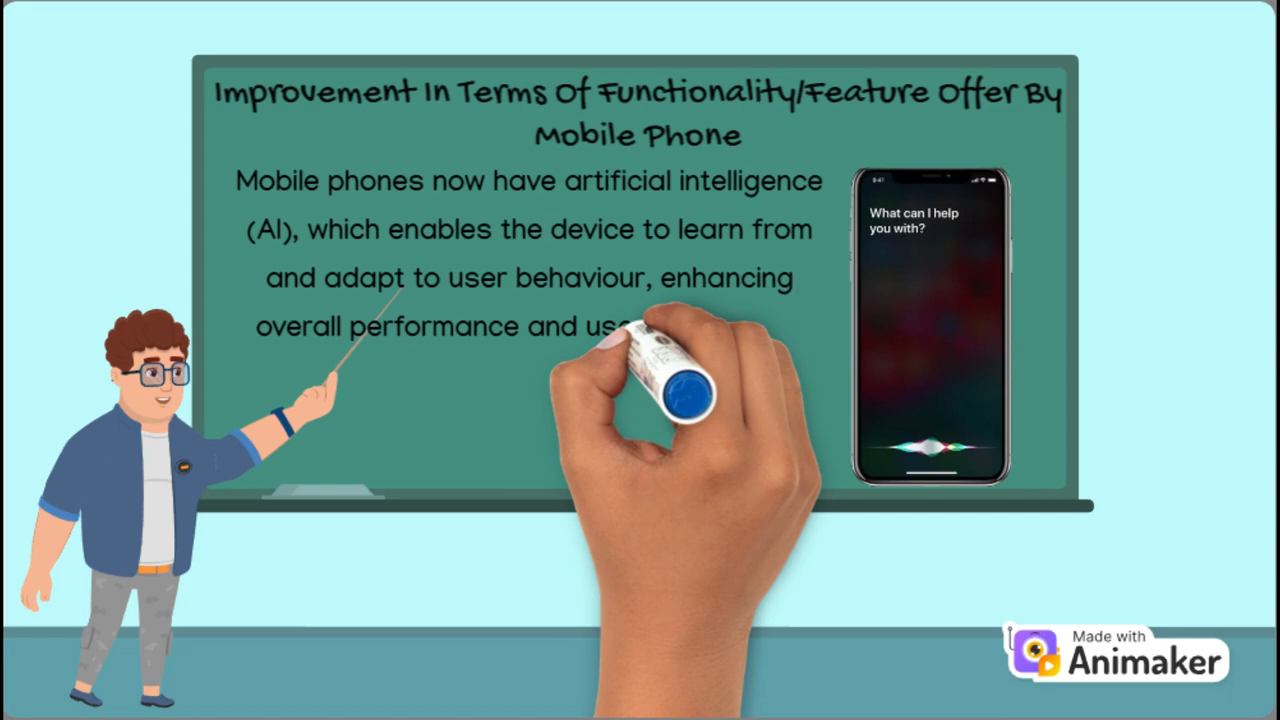 Improvement In Terms Of Functionality/Feature Offer By
Mobile Phone
Mobile phones now have artificial intelligence
(AI), which enables the device to learn from
and adapt to user behaviour, enhancing
overall performance and
9:41
What can I help
you with?
Made with
Animaker